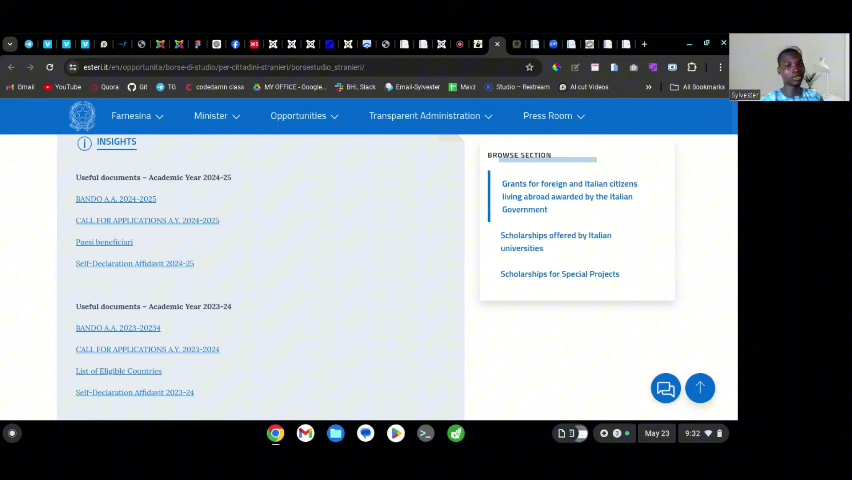 esteri.it/en/opportunita/borse-di-studio/per-cittadini-stranieri/borsestudio_stranieri/
Gmail
YouTube
Quora
Git
TG
codedamn class
MY OFFICE - Google...
BHL Slack
Email-Sylvester
Mavz
Studio – Restream
AI cut Videos
All Bookmarks
Sylvester
Farnesina
Minister
Opportunities
Transparent Administration
Press Room
INSIGHTS
Useful documents – Academic Year 2024-25
BANDO A.A. 2024-2025
CALL FOR APPLICATIONS A.Y. 2024-2025
Paesi beneficiari
Self-Declaration Affidavit 2024-25
Useful documents – Academic Year 2023-24
BANDO A.A. 2023-20234
CALL FOR APPLICATIONS A.Y. 2023-2024
List of Eligible Countries
Self-Declaration Affidavit 2023-24
BROWSE SECTION
Grants for foreign and Italian citizens
living abroad awarded by the Italian
Government
Scholarships offered by Italian
universities
Scholarships for Special Projects
May 23
9:32